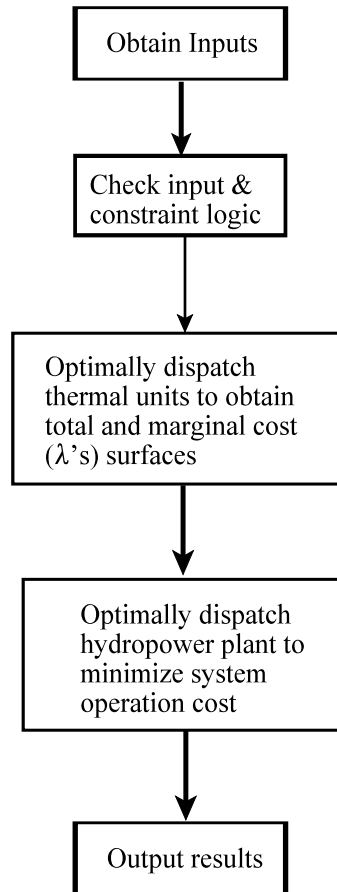 Obtain Inputs
Check input &
constraint logic
Optimally dispatch
thermal units to obtain
total and marginal cost
(λ's) surfaces
Optimally dispatch
hydropower plant to
minimize system
operation cost
Output results